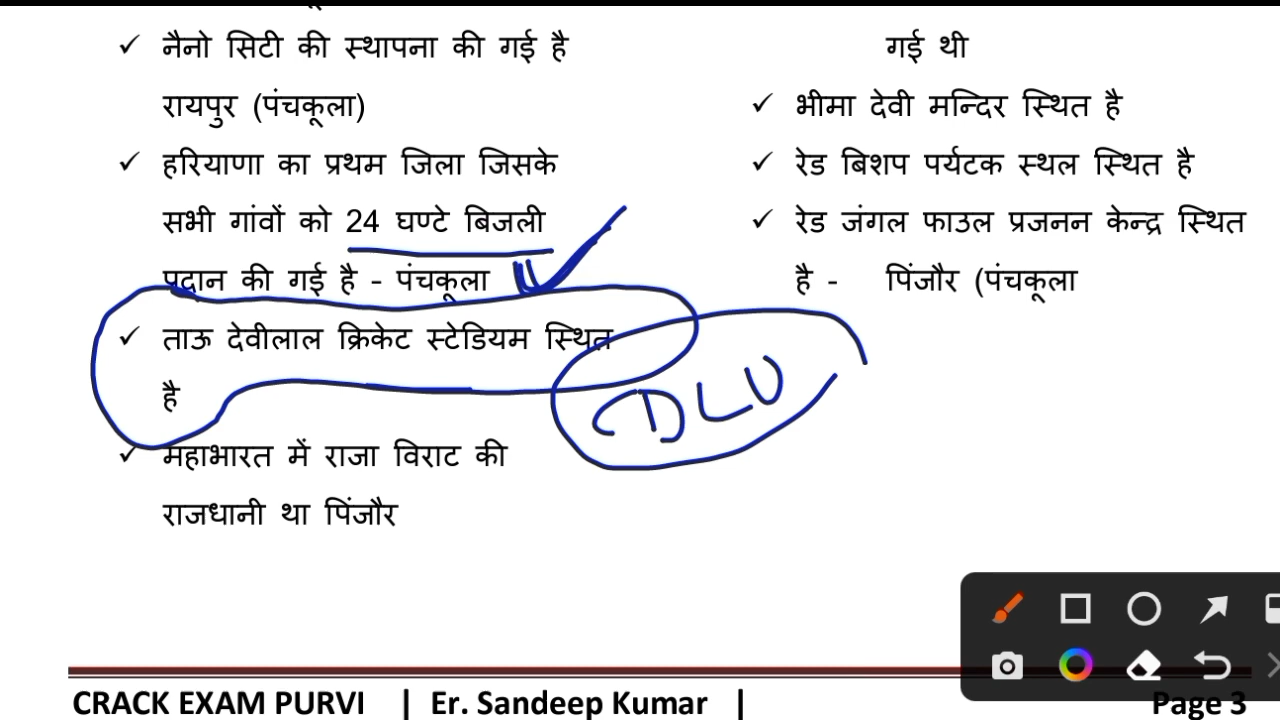 ✓ नैनो सिटी की स्थापना की गई है
रायपुर (पंचकूला)
✓ हरियाणा का प्रथम जिला जिसके
सभी गांवों को 24 घण्टे बिजली
प्रदान की गई है - पंचकूला
✓ ताऊ देवीलाल क्रिकेट स्टेडियम स्थित
है
✓ महाभारत में राजा विराट की
राजधानी था पिंजौर
गई थी
✓ भीमा देवी मन्दिर स्थित है
✓ रेड बिशप पर्यटक स्थल स्थित है
✓ रेड जंगल फाउल प्रजनन केन्द्र स्थित
है - पिंजौर (पंचकूला
CDLU
CRACK EXAM PURVI | Er. Sandeep Kumar |
Page 3